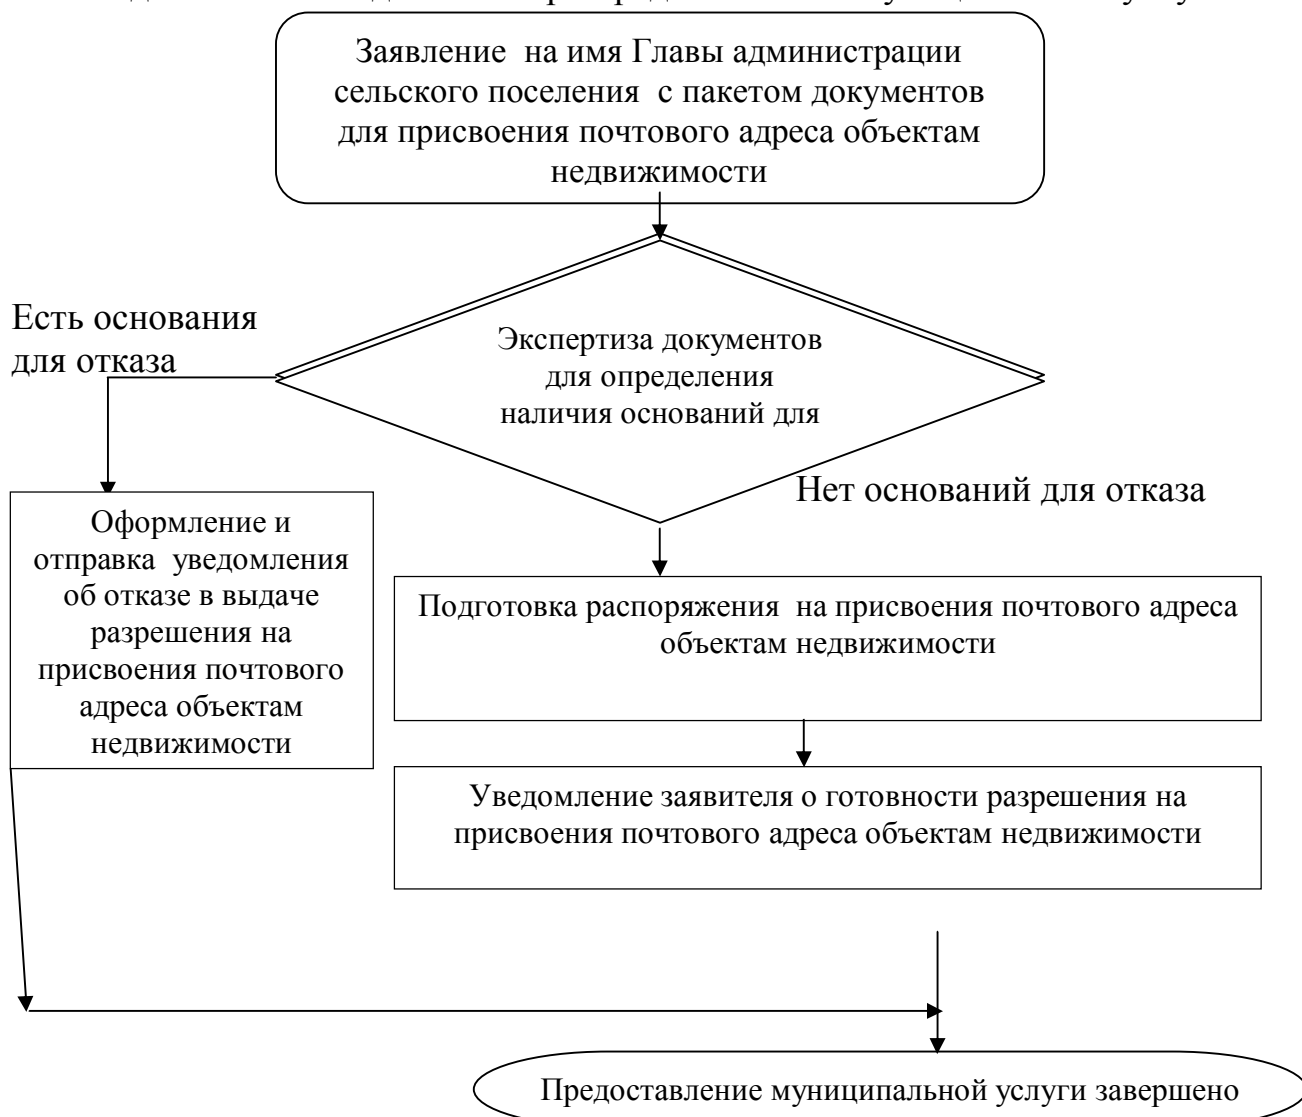 Заявление на имя Главы администрации
сельского поселения с пакетом документов
для присвоения почтового адреса объектам
недвижимости
Есть основания
для отказа
Экспертиза документов
для определения
наличия оснований для
Нет оснований для отказа
Оформление и
отправка уведомления
об отказе в выдаче
разрешения на
присвоения почтового
адреса объектам
недвижимости
Подготовка распоряжения на присвоения почтового адреса
объектам недвижимости
Уведомление заявителя о готовности разрешения на
присвоения почтового адреса объектам недвижимости
Предоставление муниципальной услуги завершено